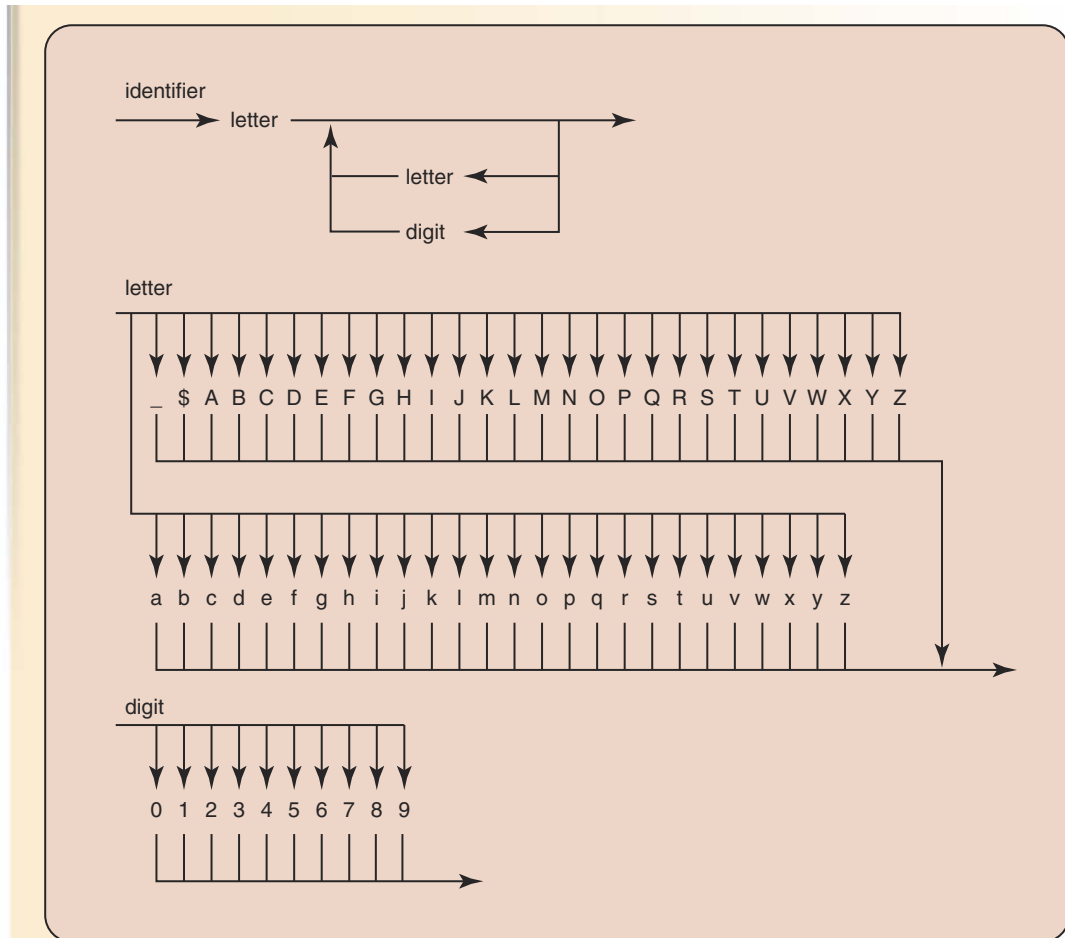 identifier
letter
letter
digit
letter
_ $ A B C D E F G H I J K L M N O P Q R S T U V W X Y Z
a b c d e f g h i j k l m n o p q r s t u v w x y z
digit
0 1 2 3 4 5 6 7 8 9